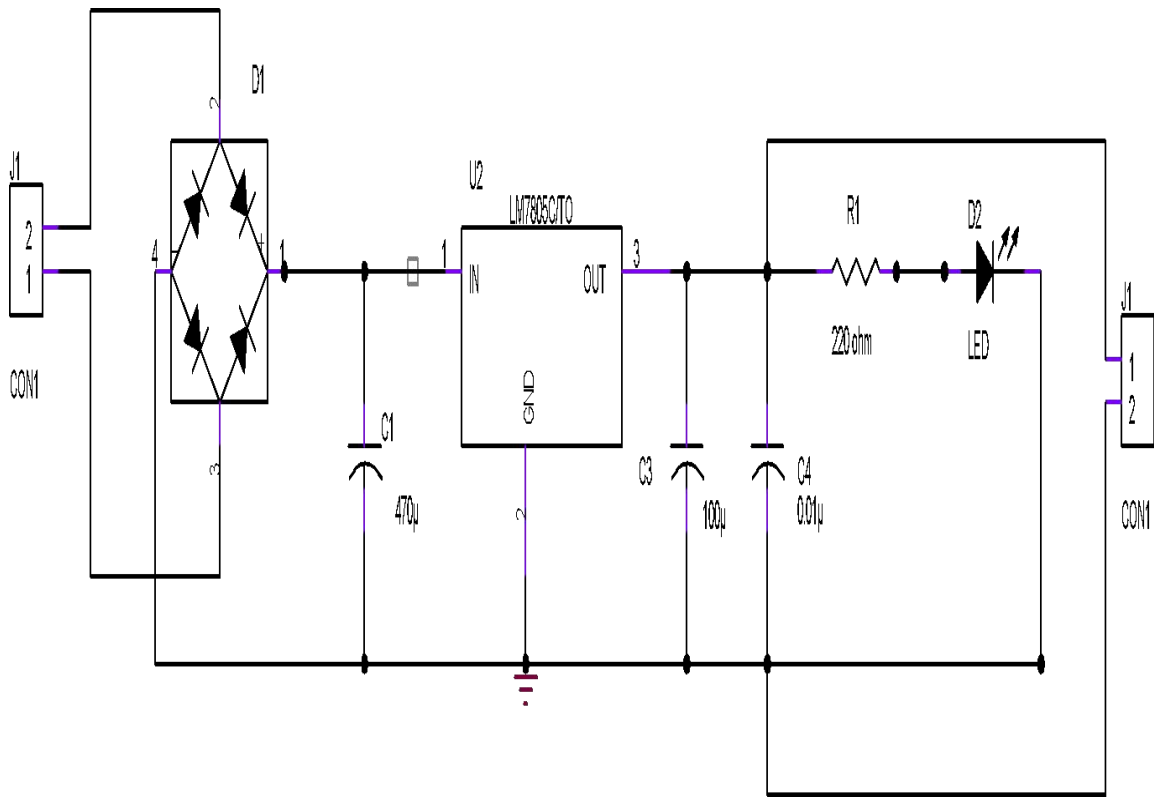 J1
2
1
CON1
D1
2
4
-
+
1
3
C1
470µ
U2
LM7805C/TO
1
IN
OUT
3
GND
2
C3
100µ
C4
0.01µ
R1
220 ohm
D2
LED
J1
1
2
CON1